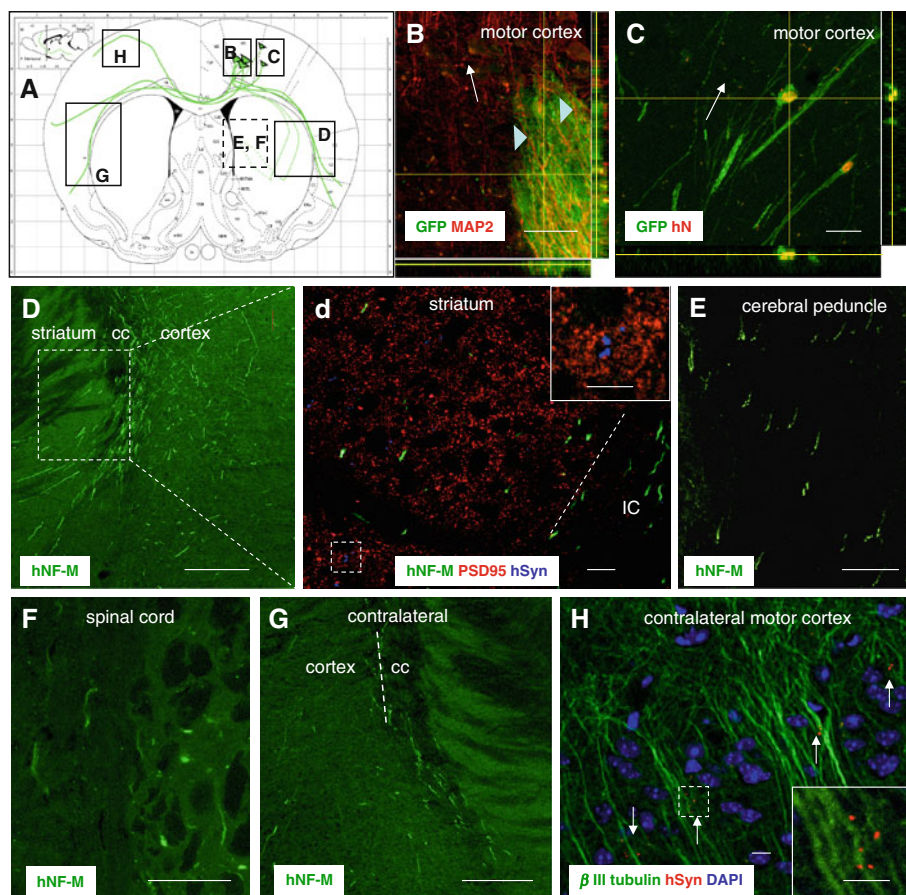 A
H
B
C
D
E, F
G
B
motor cortex
GFP MAP2
C
motor cortex
GFP hN
D
striatum cc cortex
hNF-M
d
striatum
IC
hNF-M PSD95 hSyn
E
cerebral peduncle
hNF-M
F
spinal cord
hNF-M
G
contralateral
cortex cc
hNF-M
H
contralateral motor cortex
β III tubulin hSyn DAPI